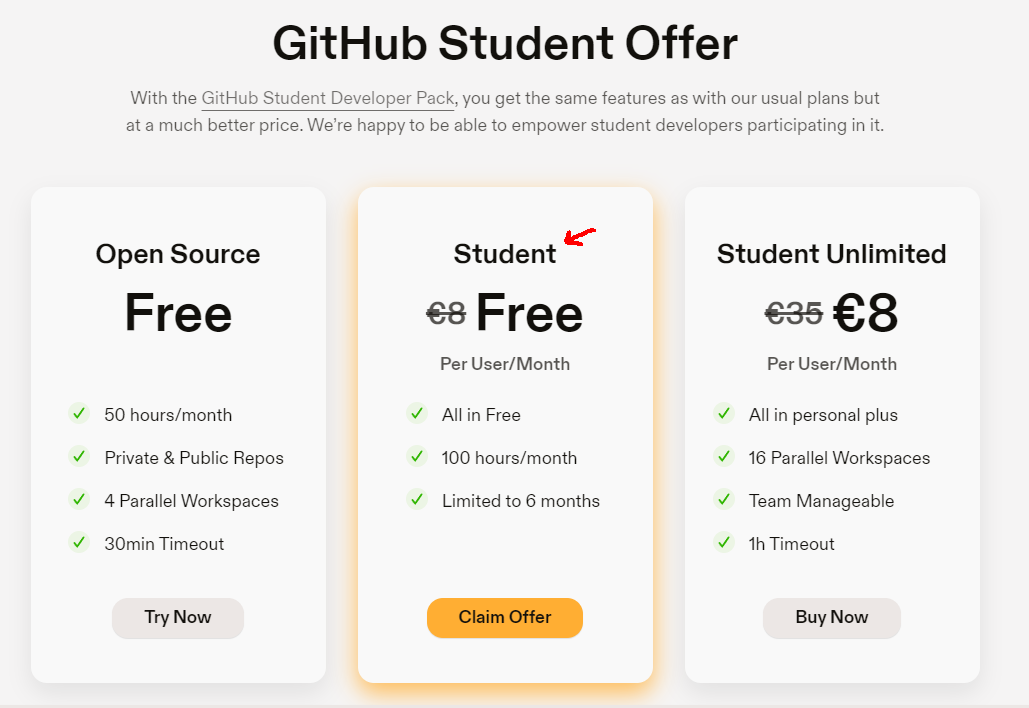 GitHub Student Offer
With the GitHub Student Developer Pack, you get the same features as with our usual plans but
at a much better price. We’re happy to be able to empower student developers participating in it.
Open Source
Free
50 hours/month
Private & Public Repos
4 Parallel Workspaces
30min Timeout
Try Now
Student
€8 Free
Per User/Month
All in Free
100 hours/month
Limited to 6 months
Claim Offer
Student Unlimited
€35 €8
Per User/Month
All in personal plus
16 Parallel Workspaces
Team Manageable
1h Timeout
Buy Now